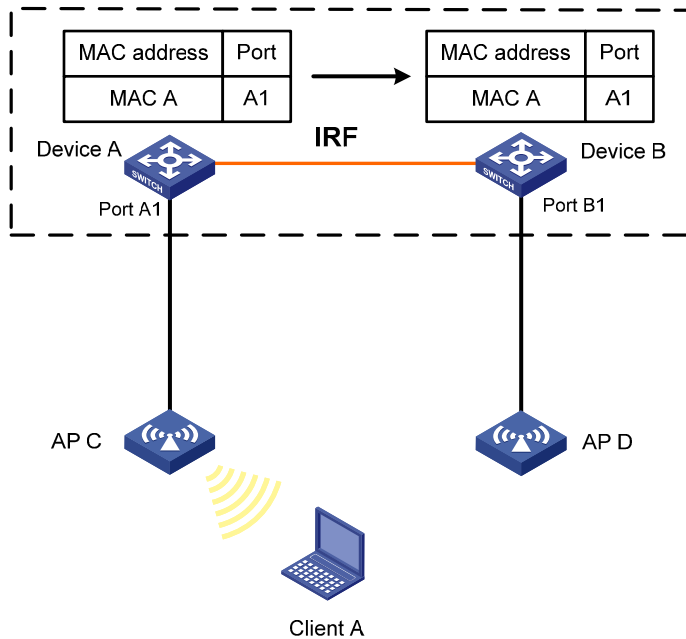 MAC address Port MAC address Port
MAC A A1 MAC A A1
IRF
Device A Device B
SWITCH SWITCH
Port A1 Port B1
AP C AP D
Client A